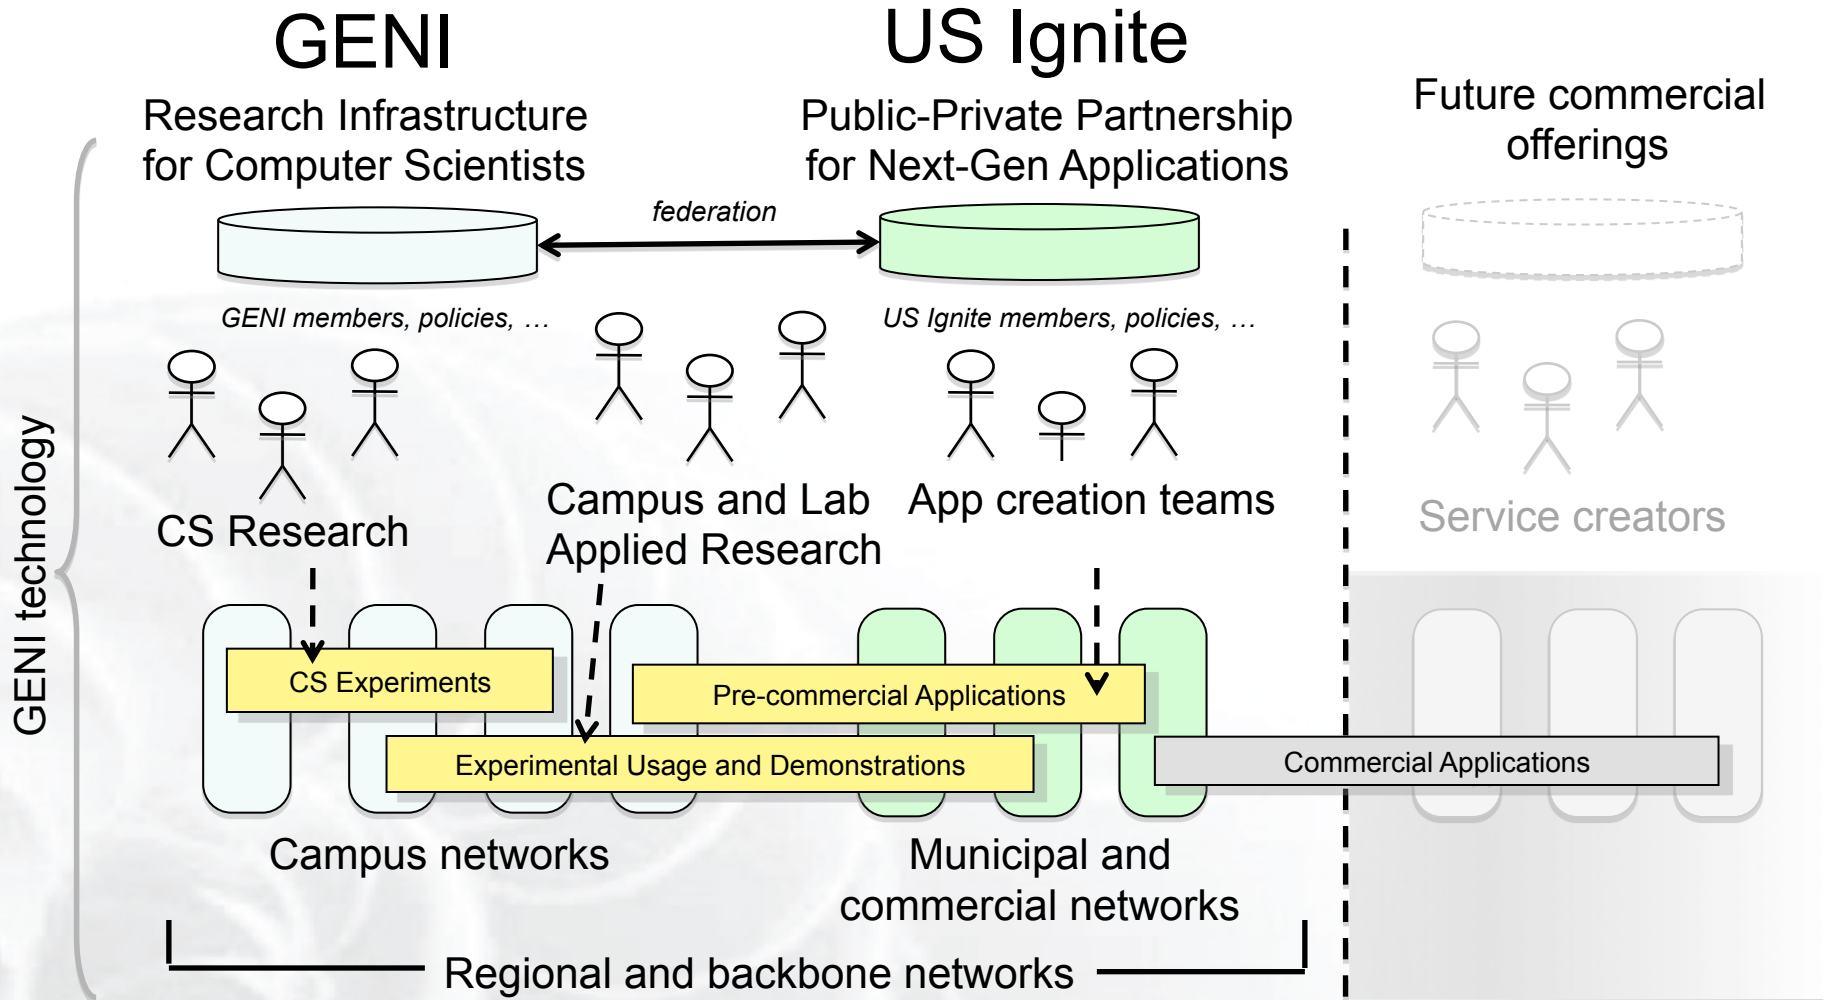 GENI
US Ignite
Research Infrastructure
for Computer Scientists
Public-Private Partnership
for Next-Gen Applications
Future commercial
offerings
federation
GENI members, policies, …
US Ignite members, policies, …
GENI technology
CS Research
Campus and Lab
Applied Research
App creation teams
Service creators
CS Experiments
Pre-commercial Applications
Experimental Usage and Demonstrations
Commercial Applications
Campus networks
Municipal and
commercial networks
Regional and backbone networks